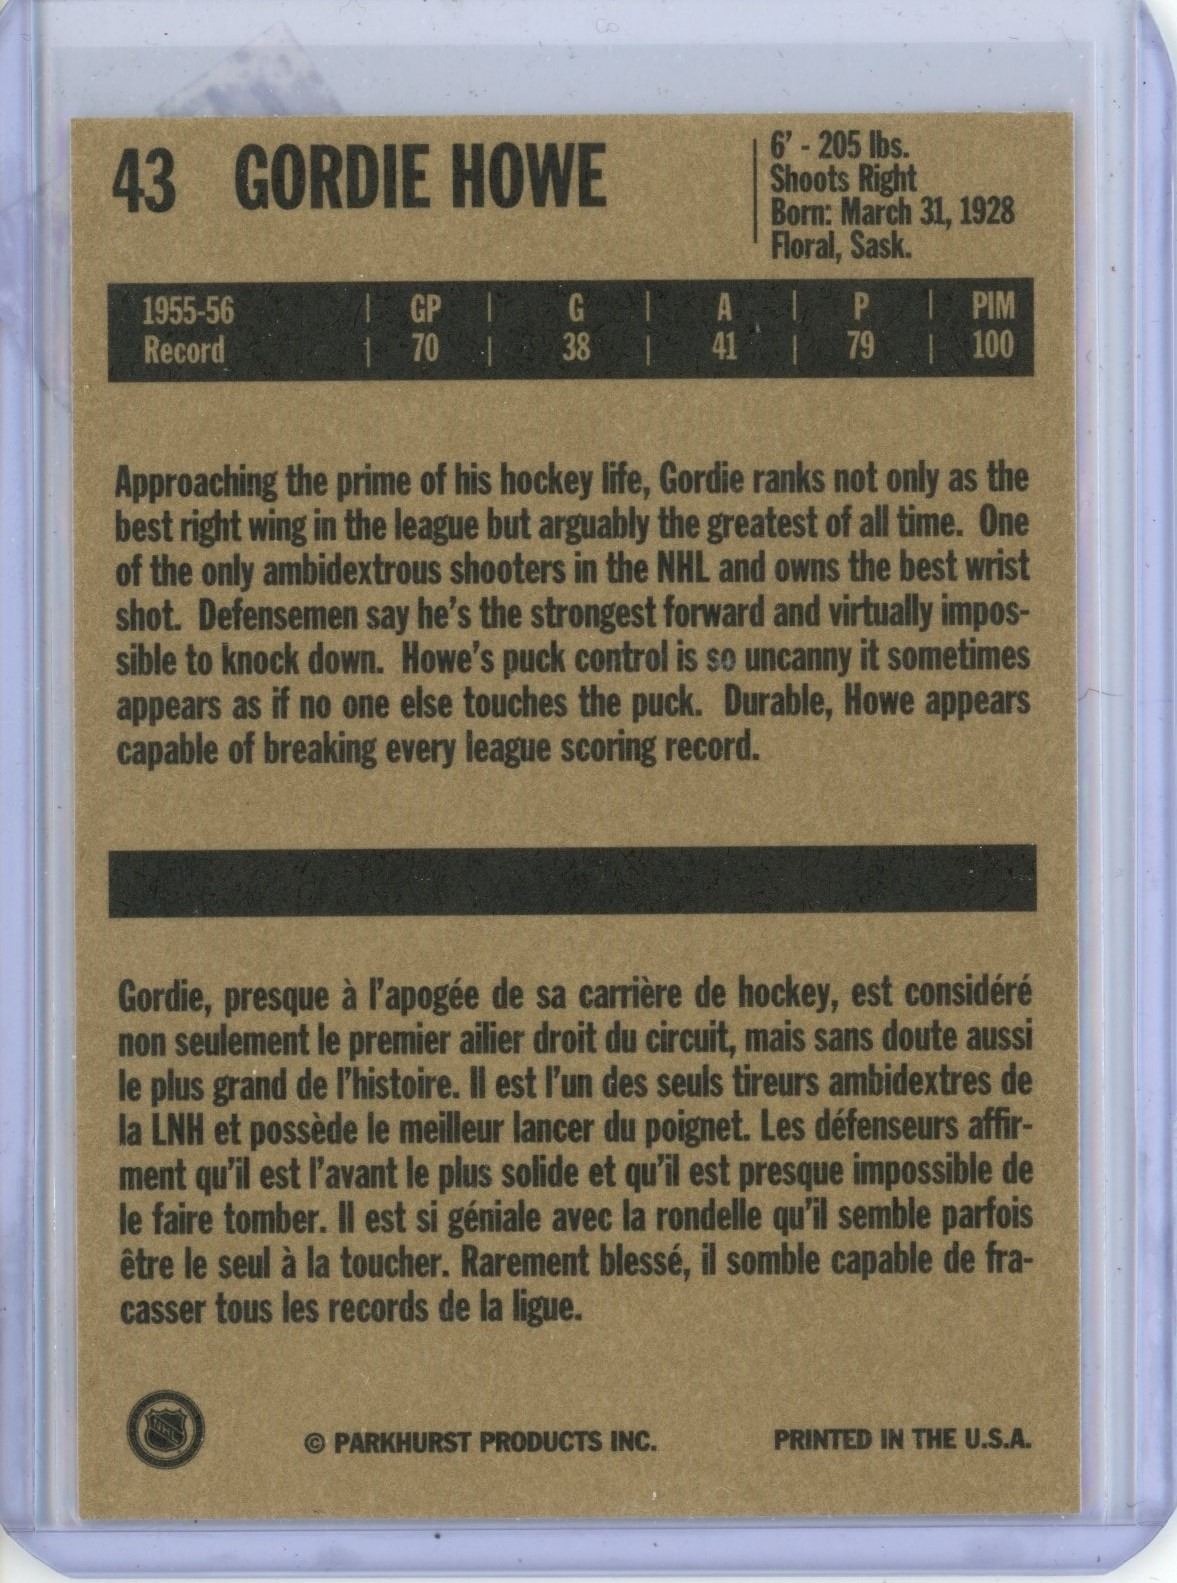 43 GORDIE HOWE
6' - 205 lbs.
Shoots Right
Born: March 31, 1928
Floral, Sask.
1955-56 | GP | G | A | P | PIM
Record | 70 | 38 | 41 | 79 | 100
Approaching the prime of his hockey life, Gordie ranks not only as the
best right wing in the league but arguably the greatest of all time. One
of the only ambidextrous shooters in the NHL and owns the best wrist
shot. Defensemen say he's the strongest forward and virtually impos-
sible to knock down. Howe's puck control is so uncanny it sometimes
appears as if no one else touches the puck. Durable, Howe appears
capable of breaking every league scoring record.
Gordie, presque à l'apogée de sa carrière de hockey, est considéré
non seulement le premier ailier droit du circuit, mais sans doute aussi
le plus grand de l'histoire. Il est l'un des seuls tireurs ambidextres de
la LNH et possède le meilleur lancer du poignet. Les défenseurs affir-
ment qu'il est l'avant le plus solide et qu'il est presque impossible de
le faire tomber. Il est si géniale avec la rondelle qu'il semble parfois
être le seul à la toucher. Rarement blessé, il somble capable de fra-
casser tous les records de la ligue.
NHL
© PARKHURST PRODUCTS INC.
PRINTED IN THE U.S.A.